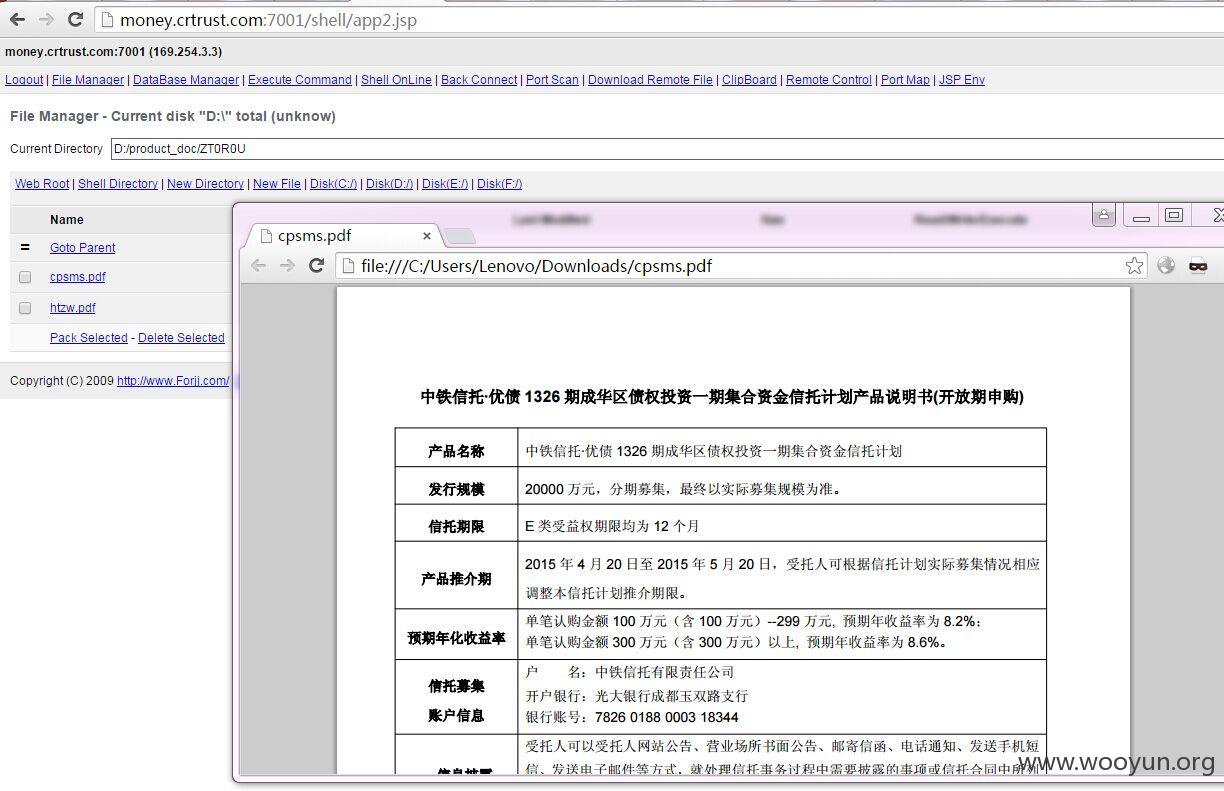 money.crtrust.com:7001/shell/app2.jsp
money.crtrust.com:7001 (169.254.3.3)
Logout | File Manager | DataBase Manager | Execute Command | Shell OnLine | Back Connect | Port Scan | Download Remote File | ClipBoard | Remote Control | Port Map | JSP Env
File Manager - Current disk "D:\" total (unknow)
Current Directory D:/product_doc/ZT0R0U
Web Root | Shell Directory | New Directory | New File | Disk(C:/) | Disk(D:/) | Disk(E:/) | Disk(F:/)
Name
= Goto Parent
cpsms.pdf
htzw.pdf
Pack Selected - Delete Selected
Copyright (C) 2009 http://www.Forjj.com/
Last Modified Size Read/Write/Execute
cpsms.pdf
file:///C:/Users/Lenovo/Downloads/cpsms.pdf
中铁信托·优债 1326 期成华区债权投资一期集合资金信托计划产品说明书(开放期申购)
产品名称 中铁信托·优债 1326 期成华区债权投资一期集合资金信托计划
发行规模 20000 万元，分期募集，最终以实际募集规模为准。
信托期限 E 类受益权期限均为 12 个月
产品推介期 2015 年 4 月 20 日至 2015 年 5 月 20 日，受托人可根据信托计划实际募集情况相应
调整本信托计划推介期限。
预期年化收益率 单笔认购金额 100 万元（含 100 万元）--299 万元, 预期年收益率为 8.2%；
单笔认购金额 300 万元（含 300 万元）以上, 预期年收益率为 8.6%。
信托募集
账户信息
户 名：中铁信托有限责任公司
开户银行：光大银行成都玉双路支行
银行账号：7826 0188 0003 18344
受托人可以受托人网站公告、营业场所书面公告、邮寄信函、电话通知、发送手机短
信息披露 信、发送电子邮件等方式，就处理信托事务过程中需要披露的事项或信托合同中所列
www.wooyun.org